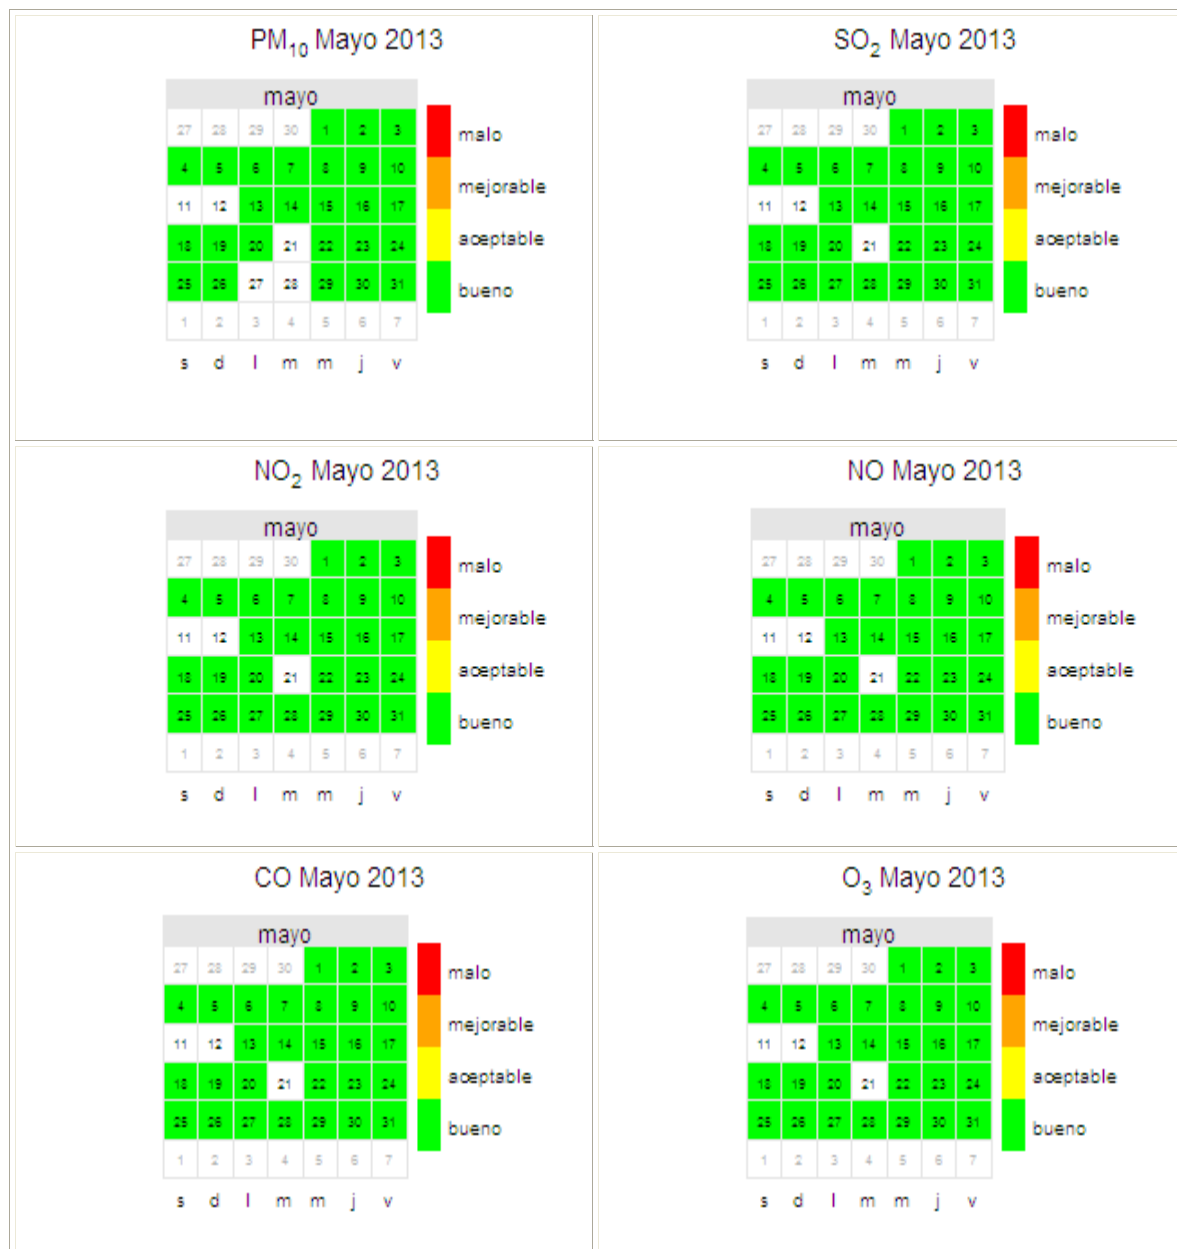 PM10 Mayo 2013
mayo
27 28 29 30 1 2 3
4 5 6 7 8 9 10
11 12 13 14 15 16 17
18 19 20 21 22 23 24
25 26 27 28 29 30 31
1 2 3 4 5 6 7
s d l m m j v
malo
mejorable
aceptable
bueno
SO2 Mayo 2013
mayo
27 28 29 30 1 2 3
4 5 6 7 8 9 10
11 12 13 14 15 16 17
18 19 20 21 22 23 24
25 26 27 28 29 30 31
1 2 3 4 5 6 7
s d l m m j v
malo
mejorable
aceptable
bueno
NO2 Mayo 2013
mayo
27 28 29 30 1 2 3
4 5 6 7 8 9 10
11 12 13 14 15 16 17
18 19 20 21 22 23 24
25 26 27 28 29 30 31
1 2 3 4 5 6 7
s d l m m j v
malo
mejorable
aceptable
bueno
NO Mayo 2013
mayo
27 28 29 30 1 2 3
4 5 6 7 8 9 10
11 12 13 14 15 16 17
18 19 20 21 22 23 24
25 26 27 28 29 30 31
1 2 3 4 5 6 7
s d l m m j v
malo
mejorable
aceptable
bueno
CO Mayo 2013
mayo
27 28 29 30 1 2 3
4 5 6 7 8 9 10
11 12 13 14 15 16 17
18 19 20 21 22 23 24
25 26 27 28 29 30 31
1 2 3 4 5 6 7
s d l m m j v
malo
mejorable
aceptable
bueno
O3 Mayo 2013
mayo
27 28 29 30 1 2 3
4 5 6 7 8 9 10
11 12 13 14 15 16 17
18 19 20 21 22 23 24
25 26 27 28 29 30 31
1 2 3 4 5 6 7
s d l m m j v
malo
mejorable
aceptable
bueno